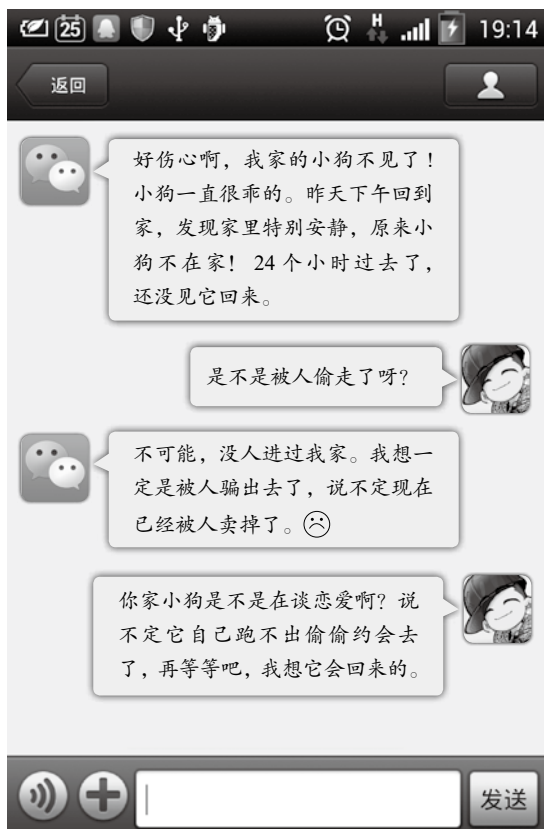 25
H
19:14
返回
好伤心啊，我家的小狗不见了！
小狗一直很乖的。昨天下午回到
家，发现家里特别安静，原来小
狗不在家！ 24个小时过去了，
还没见它回来。
是不是被人偷走了呀？
不可能，没人进过我家。我想一
定是被人骗出去了，说不定现在
已经被人卖掉了。
你家小狗是不是在谈恋爱啊？说
不定它自己跑不出偷偷约会去
了，再等等吧，我想它会回来的。
发送